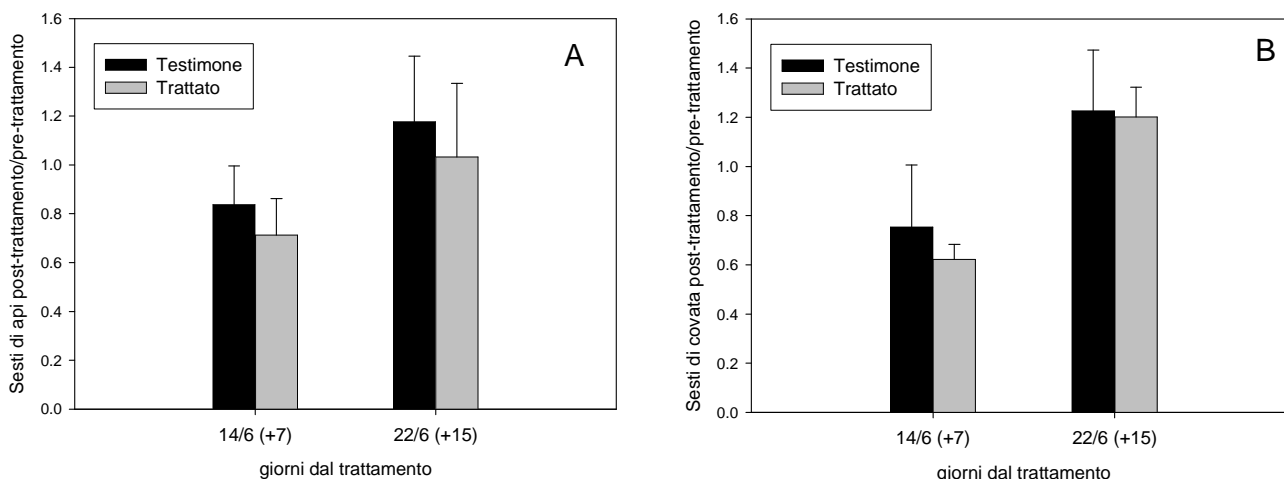 Sesti di api post-trattamento/pre-trattamento
1.6
1.4
1.2
1.0
0.8
0.6
0.4
0.2
0.0
Testimone
Trattato
A
14/6 (+7)
22/6 (+15)
giorni dal trattamento
Sesti di covata post-trattamento/pre-trattamento
1.6
1.4
1.2
1.0
0.8
0.6
0.4
0.2
0.0
Testimone
Trattato
B
14/6 (+7)
22/6 (+15)
giorni dal trattamento